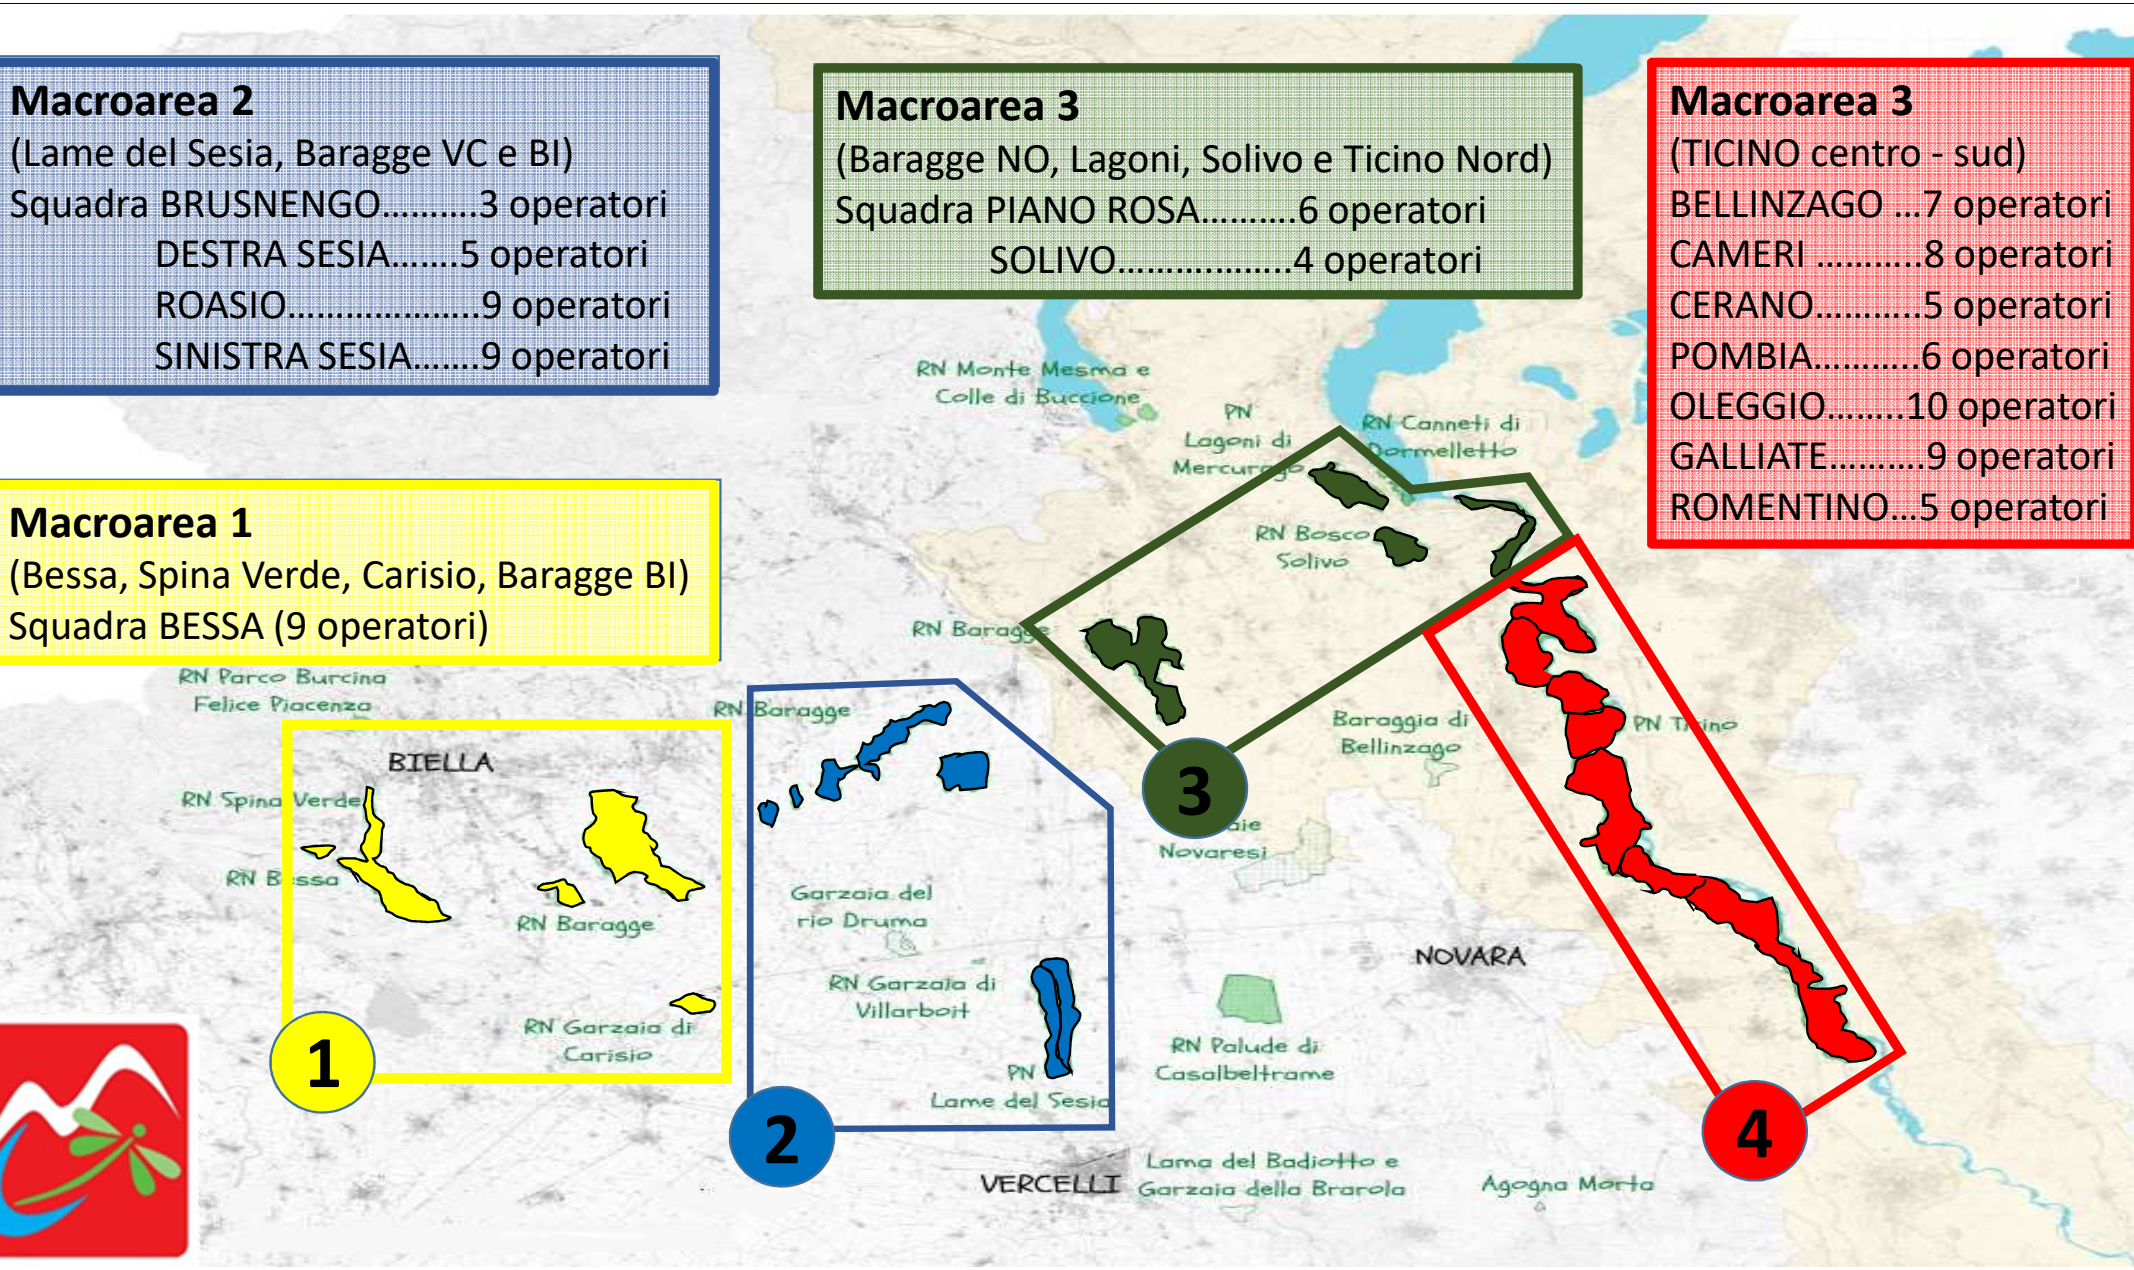 Macroarea 2
(Lame del Sesia, Baragge VC e BI)
Squadra BRUSNENGO..........3 operatori
DESTRA SESIA.......5 operatori
ROASIO....................9 operatori
SINISTRA SESIA.......9 operatori
Macroarea 3
(Baragge NO, Lagoni, Solivo e Ticino Nord)
Squadra PIANO ROSA..........6 operatori
SOLIVO..................4 operatori
Macroarea 3
(TICINO centro - sud)
BELLINZAGO ...7 operatori
CAMERI ...........8 operatori
CERANO...........5 operatori
POMBIA...........6 operatori
OLEGGIO........10 operatori
GALLIATE..........9 operatori
ROMENTINO...5 operatori
Macroarea 1
(Bessa, Spina Verde, Carisio, Baragge BI)
Squadra BESSA (9 operatori)
RN Monte Mesma e
Colle di Buccione
PN
Lagoni di
Mercurago
RN Canneti di
Dormelletto
RN Bosco
Solivo
RN Baragge
RN Parco Burcina
Felice Piacenza
RN Baragge
Baraggia di
Bellinzago
PN Ticino
BIELLA
RN Spina Verde
3
Novaresi
RN Bessa
RN Baragge
Garzaia del
rio Druma
NOVARA
RN Garzaia di
Villarboit
RN Garzaia di
Carisio
RN Palude di
Casalbeltrame
1
PN
Lame del Sesia
2
4
VERCELLI
Lama del Badiotto e
Garzaia della Brarola
Agogna Morta